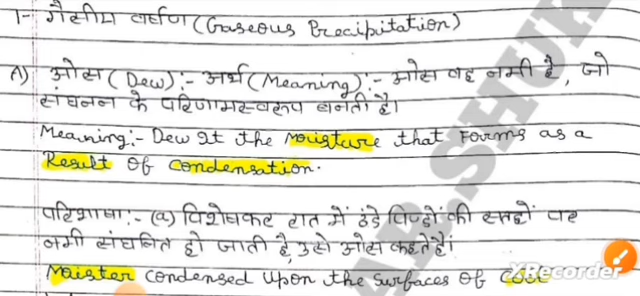 1- गैसीय वर्षण (Gaseous Precipitation)
A) ओस (Dew):- अर्थ (Meaning):- ओस वह नमी है, जो
संघनन के परिणामस्वरूप बनती है।
Meaning:- Dew It the Moisture that Forms as a
Result Of Condensation.
परिभाषा:- (a) विशेषकर रात में ठंडे पिण्डों की सतहों पर
नमी संघनित हो जाती है, उसे ओस कहते है।
Moister Condensed Upon the Surfaces Of Cool
XRecorder